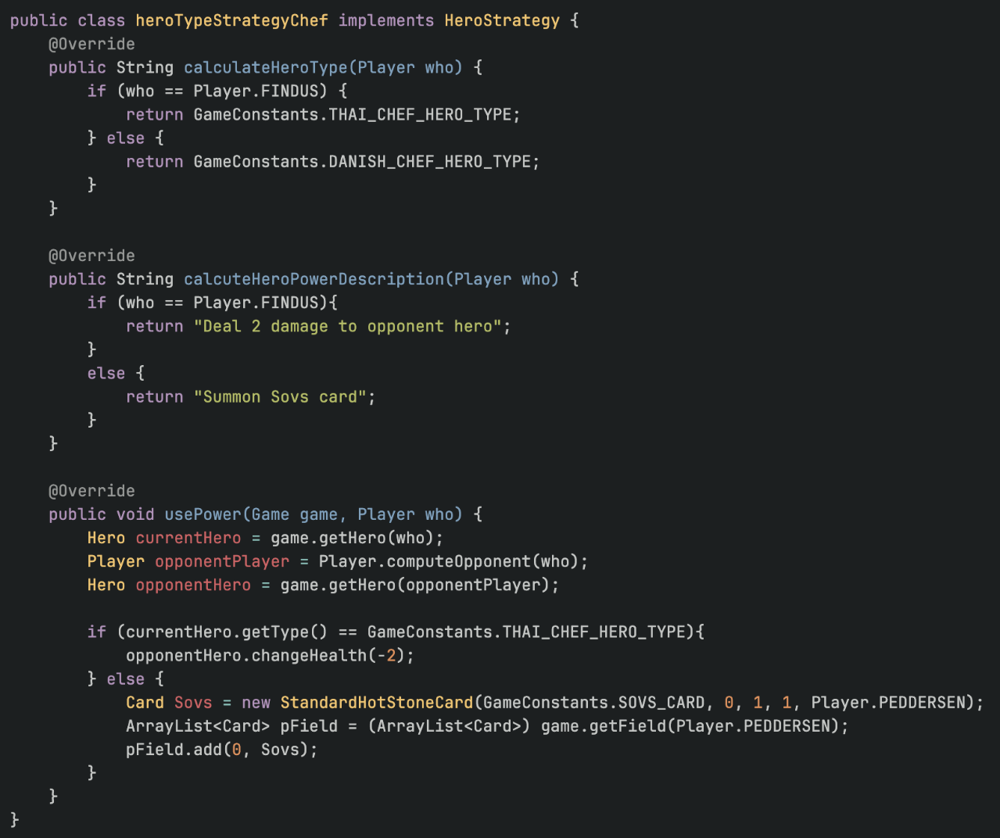 public class heroTypeStrategyChef implements HeroStrategy {
    @Override
    public String calculateHeroType(Player who) {
        if (who == Player.FINDUS) {
            return GameConstants.THAI_CHEF_HERO_TYPE;
        } else {
            return GameConstants.DANISH_CHEF_HERO_TYPE;
        }
    }

    @Override
    public String calcuteHeroPowerDescription(Player who) {
        if (who == Player.FINDUS){
            return "Deal 2 damage to opponent hero";
        }
        else {
            return "Summon Sovs card";
        }
    }

    @Override
    public void usePower(Game game, Player who) {
        Hero currentHero = game.getHero(who);
        Player opponentPlayer = Player.computeOpponent(who);
        Hero opponentHero = game.getHero(opponentPlayer);

        if (currentHero.getType() == GameConstants.THAI_CHEF_HERO_TYPE){
            opponentHero.changeHealth(-2);
        } else {
            Card Sovs = new StandardHotStoneCard(GameConstants.SOVS_CARD, 0, 1, 1, Player.PEDDERSEN);
            ArrayList<Card> pField = (ArrayList<Card>) game.getField(Player.PEDDERSEN);
            pField.add(0, Sovs);
        }
    }
}